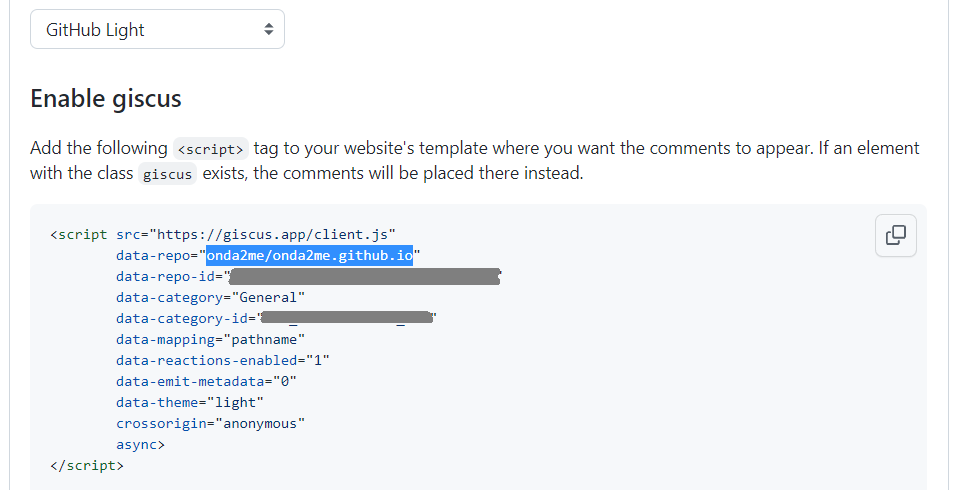 GitHub Light
Enable giscus
Add the following <script> tag to your website's template where you want the comments to appear. If an element
with the class giscus exists, the comments will be placed there instead.
<script src="https://giscus.app/client.js"
data-repo="onda2me/onda2me.github.io"
data-repo-id="
data-category="General"
data-category-id=""
data-mapping="pathname"
data-reactions-enabled="1"
data-emit-metadata="0"
data-theme="light"
crossorigin="anonymous"
async>
</script>